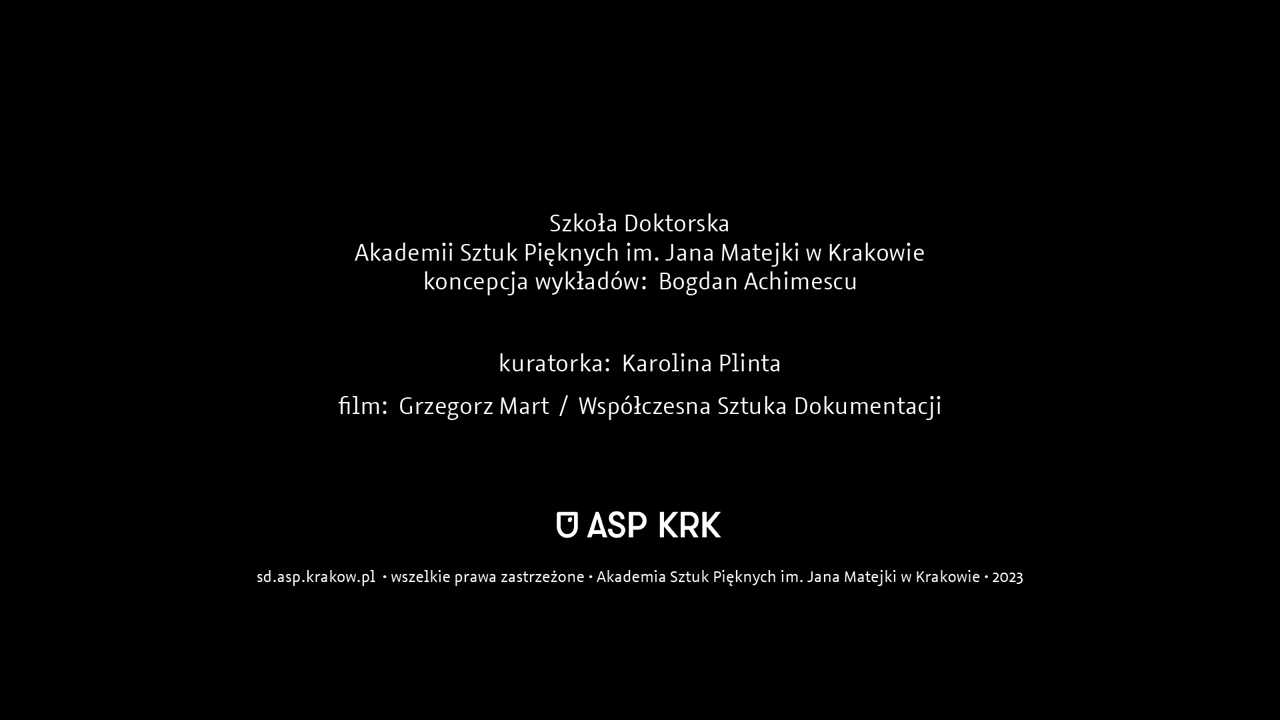 Szkoła Doktorska
Akademii Sztuk Pięknych im. Jana Matejki w Krakowie
koncepcja wykładów: Bogdan Achimescu
kuratorka: Karolina Plinta
film: Grzegorz Mart / Współczesna Sztuka Dokumentacji
ASP KRK
sd.asp.krakow.pl • wszelkie prawa zastrzeżone • Akademia Sztuk Pięknych im. Jana Matejki w Krakowie • 2023